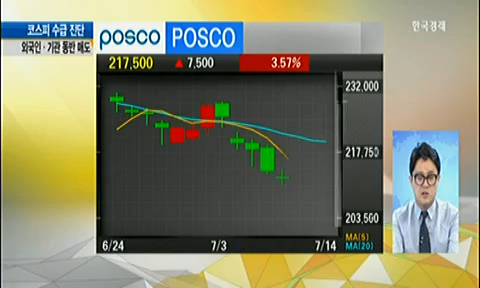 코스피 수급 진단
외국인·기관 동반 매도
posco POSCO
한국경제
217,500 ▲ 7,500 3.57%
232,000
217,750
203,500
6/24 7/3 7/14
MA(5)
MA(20)